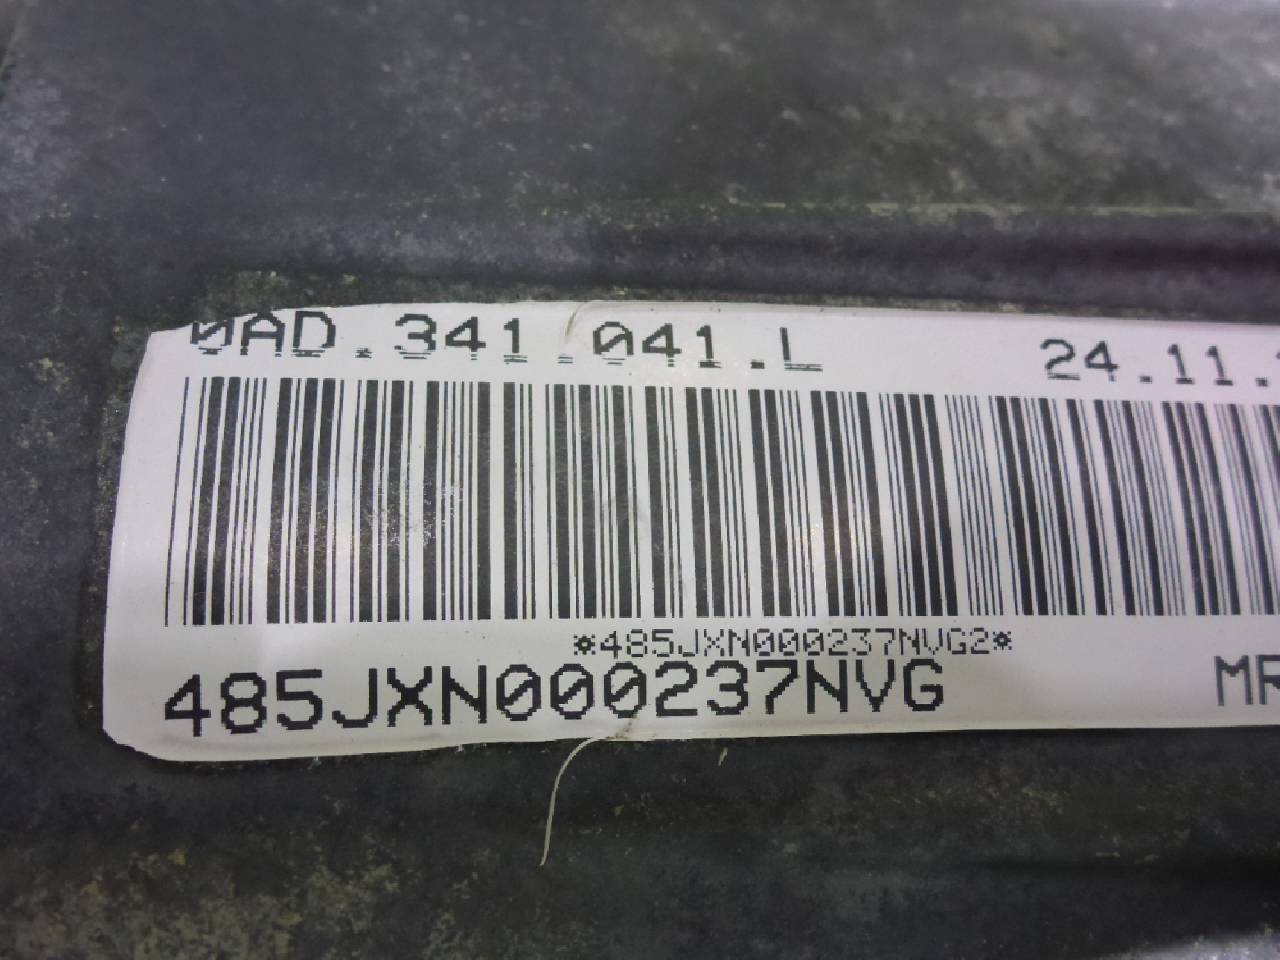 0AD.341.041.L 24.11.
*485JXN000237NVG2*
485JXN000237NVG